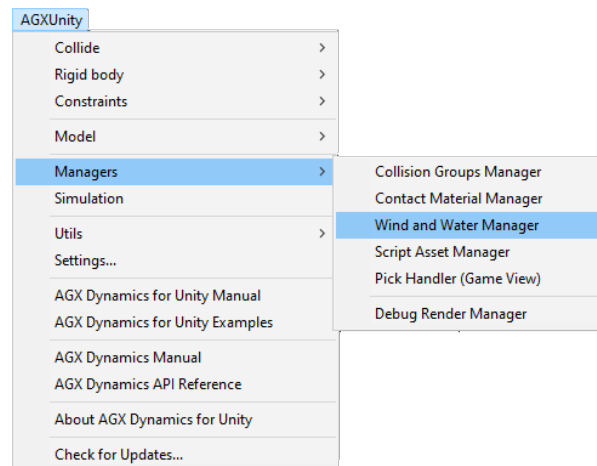 AGXUnity
Collide
Rigid body
Constraints
Model
Managers
Simulation
Utils
Settings...
AGX Dynamics for Unity Manual
AGX Dynamics for Unity Examples
AGX Dynamics Manual
AGX Dynamics API Reference
About AGX Dynamics for Unity
Check for Updates...
Collision Groups Manager
Contact Material Manager
Wind and Water Manager
Script Asset Manager
Pick Handler (Game View)
Debug Render Manager